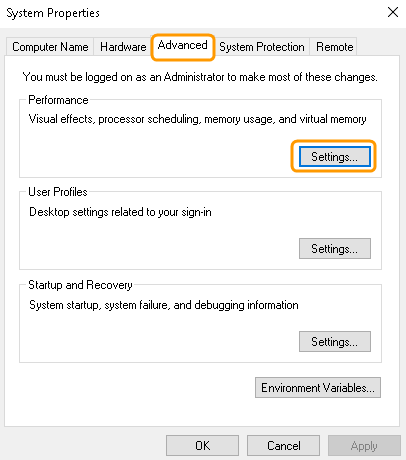 System Properties
Computer Name Hardware Advanced System Protection Remote
You must be logged on as an Administrator to make most of these changes.
Performance
Visual effects, processor scheduling, memory usage, and virtual memory
Settings...
User Profiles
Desktop settings related to your sign-in
Settings...
Startup and Recovery
System startup, system failure, and debugging information
Settings...
Environment Variables...
OK Cancel Apply